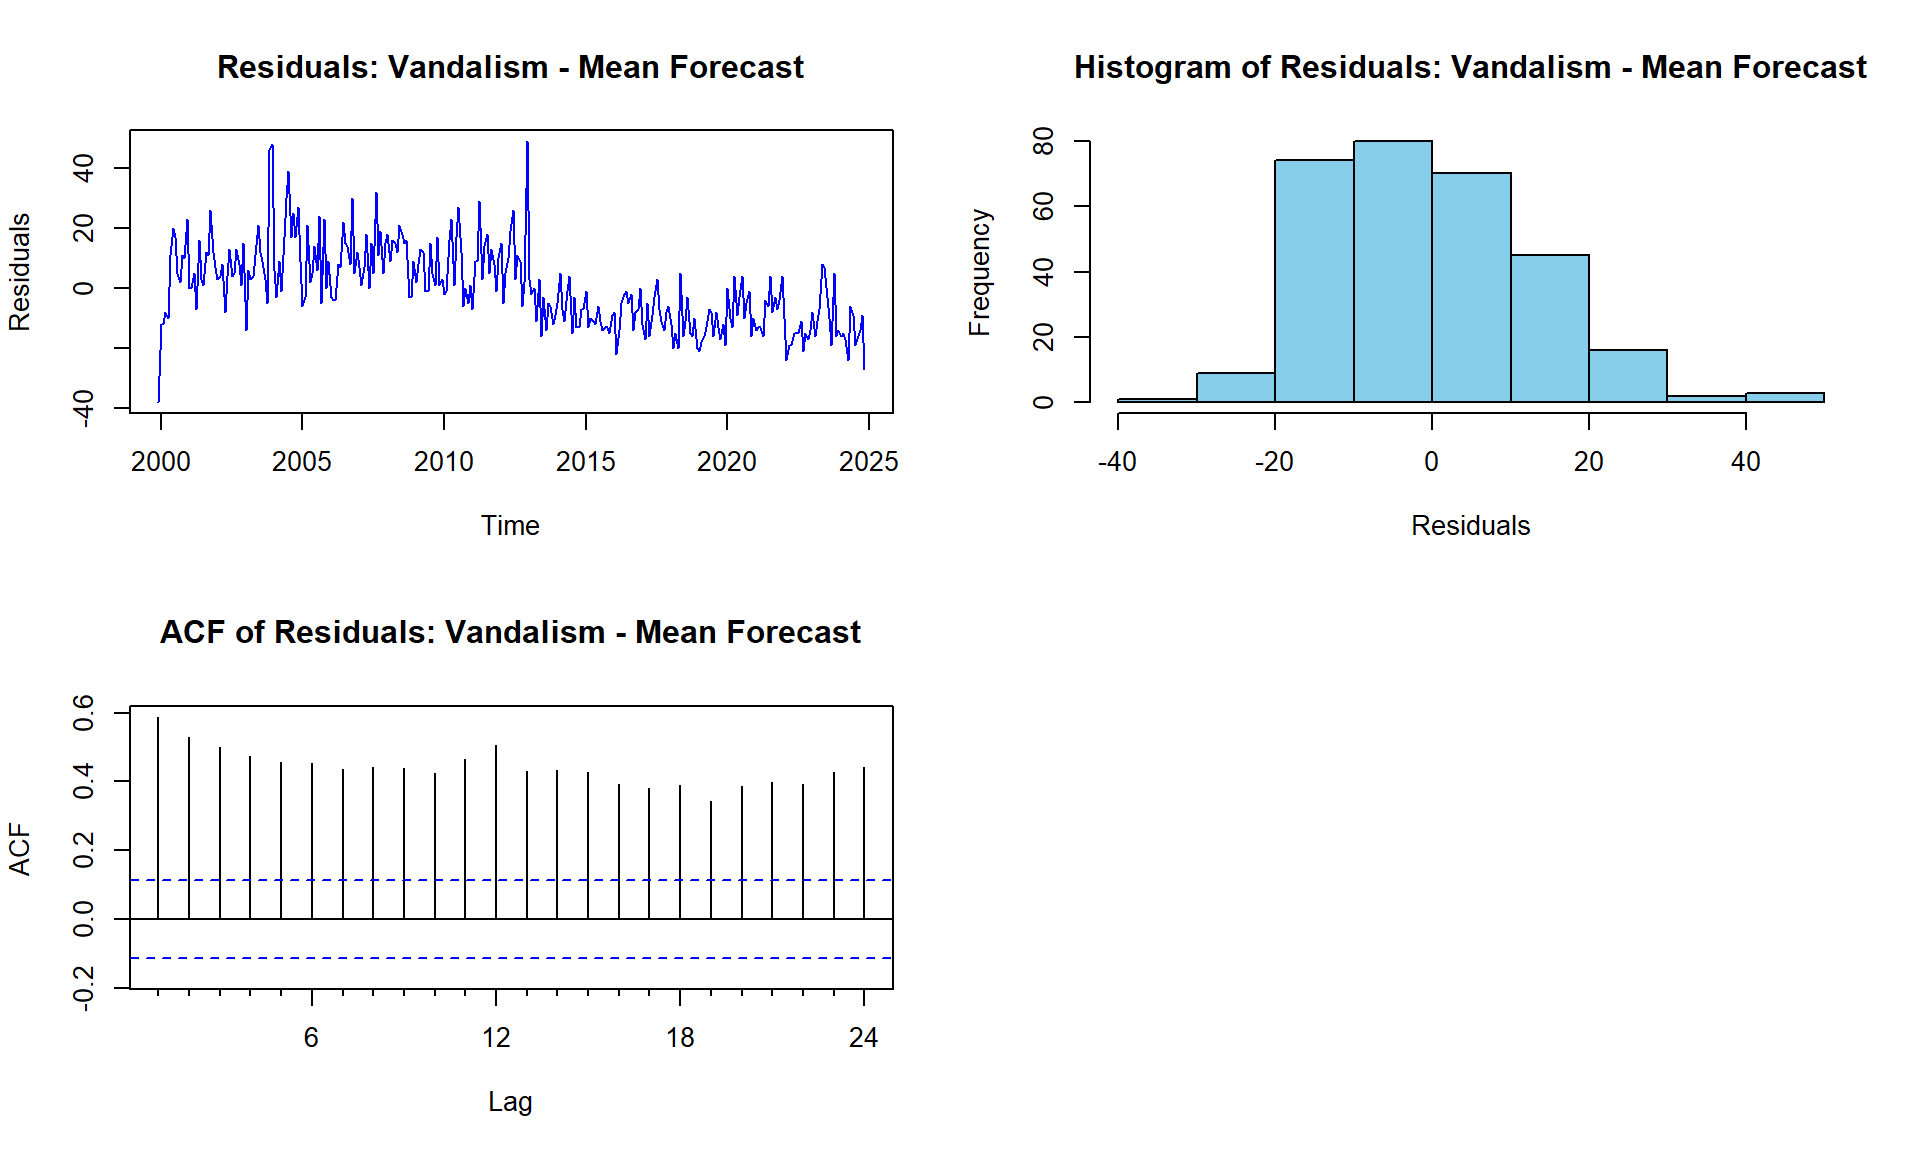 Residuals: Vandalism - Mean Forecast
Residuals
40
20
0
-40
2000 2005 2010 2015 2020 2025
Time
Histogram of Residuals: Vandalism - Mean Forecast
Frequency
80
60
40
20
0
-40 -20 0 20 40
Residuals
ACF of Residuals: Vandalism - Mean Forecast
ACF
0.6
0.4
0.2
0.0
-0.2
6 12 18 24
Lag